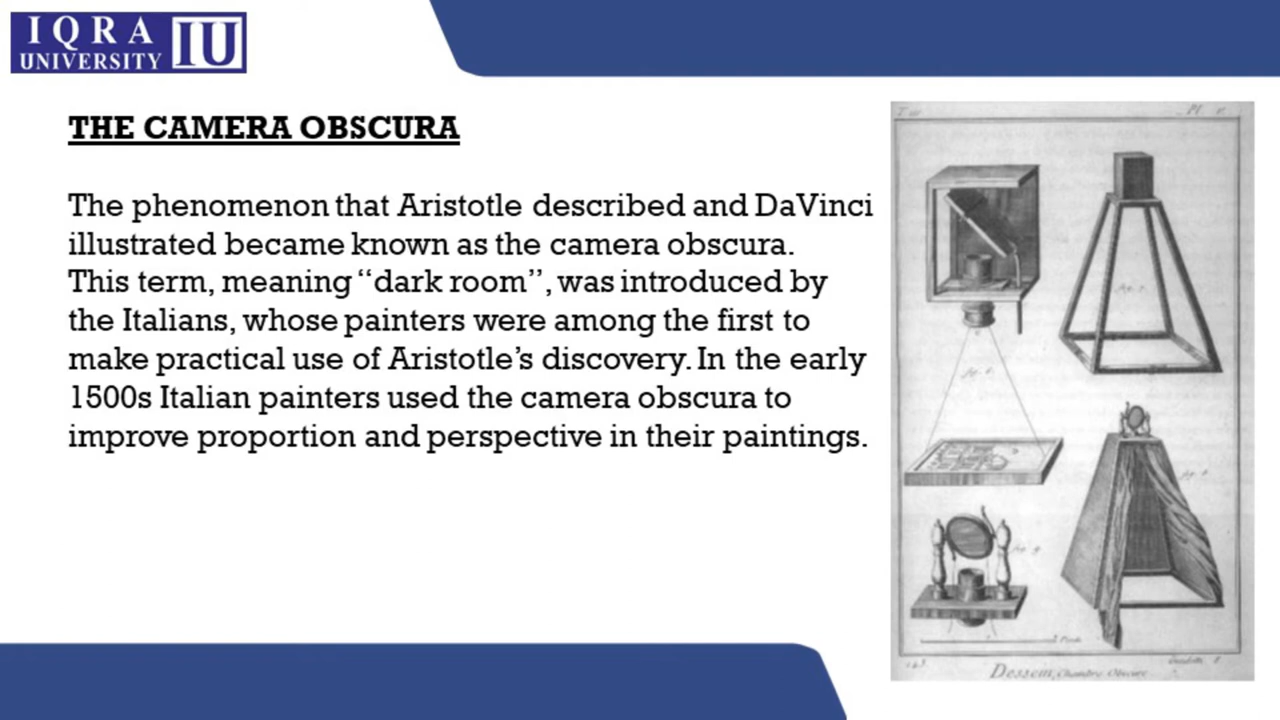 IQRA
UNIVERSITY IU
THE CAMERA OBSCURA
The phenomenon that Aristotle described and DaVinci
illustrated became known as the camera obscura.
This term, meaning “dark room”, was introduced by
the Italians, whose painters were among the first to
make practical use of Aristotle’s discovery. In the early
1500s Italian painters used the camera obscura to
improve proportion and perspective in their paintings.
Dessein, Chambre Obscure